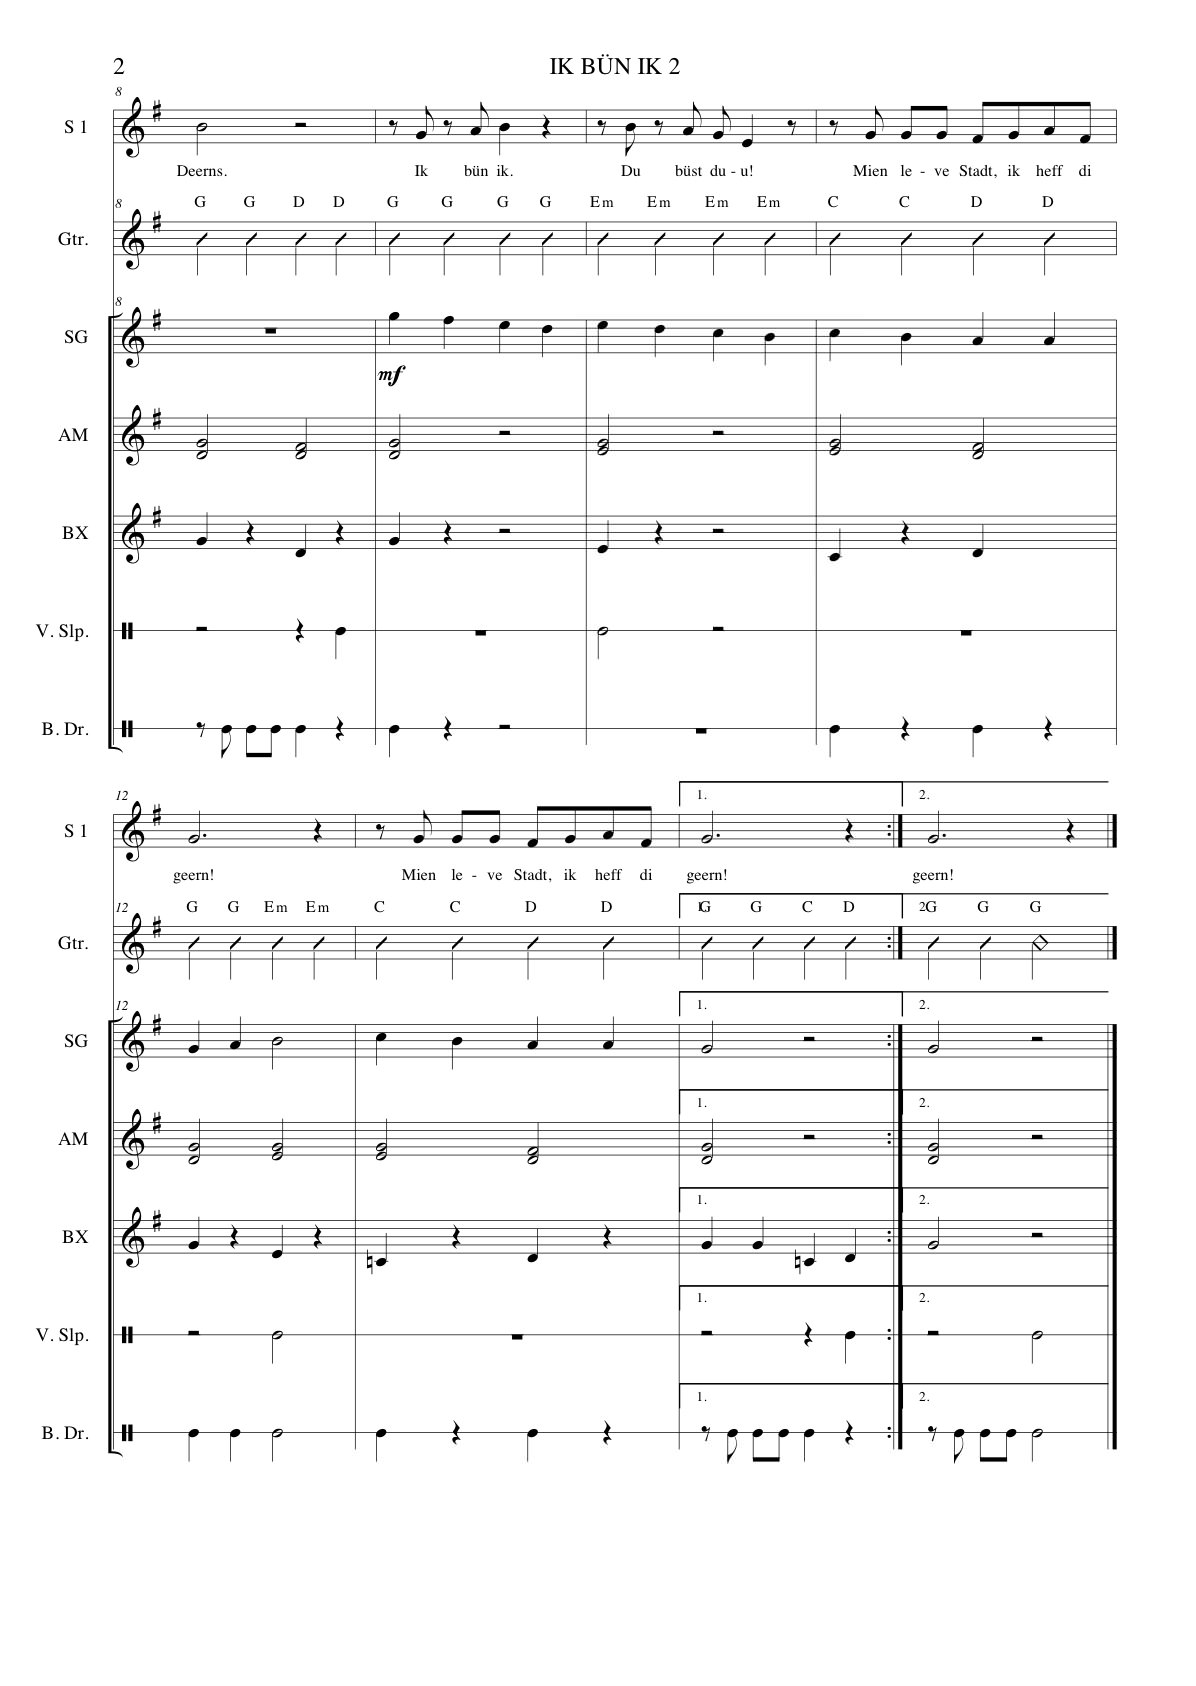 2 IK BÜN IK 2
8
S 1
Deerns. Ik bün ik. Du büst du - u! Mien le - ve Stadt, ik heff di
8 G G D D G G G G Em Em Em Em C C D D
Gtr.
8
SG
mf
AM
BX
V. Slp.
B. Dr.
12 1. 2.
S 1
geern! Mien le - ve Stadt, ik heff di geern! geern!
12 G G Em Em C C D D 1. G G C D 2. G G G
Gtr.
12 1. 2.
SG
1. 2.
AM
1. 2.
BX
1. 2.
V. Slp.
1. 2.
B. Dr.